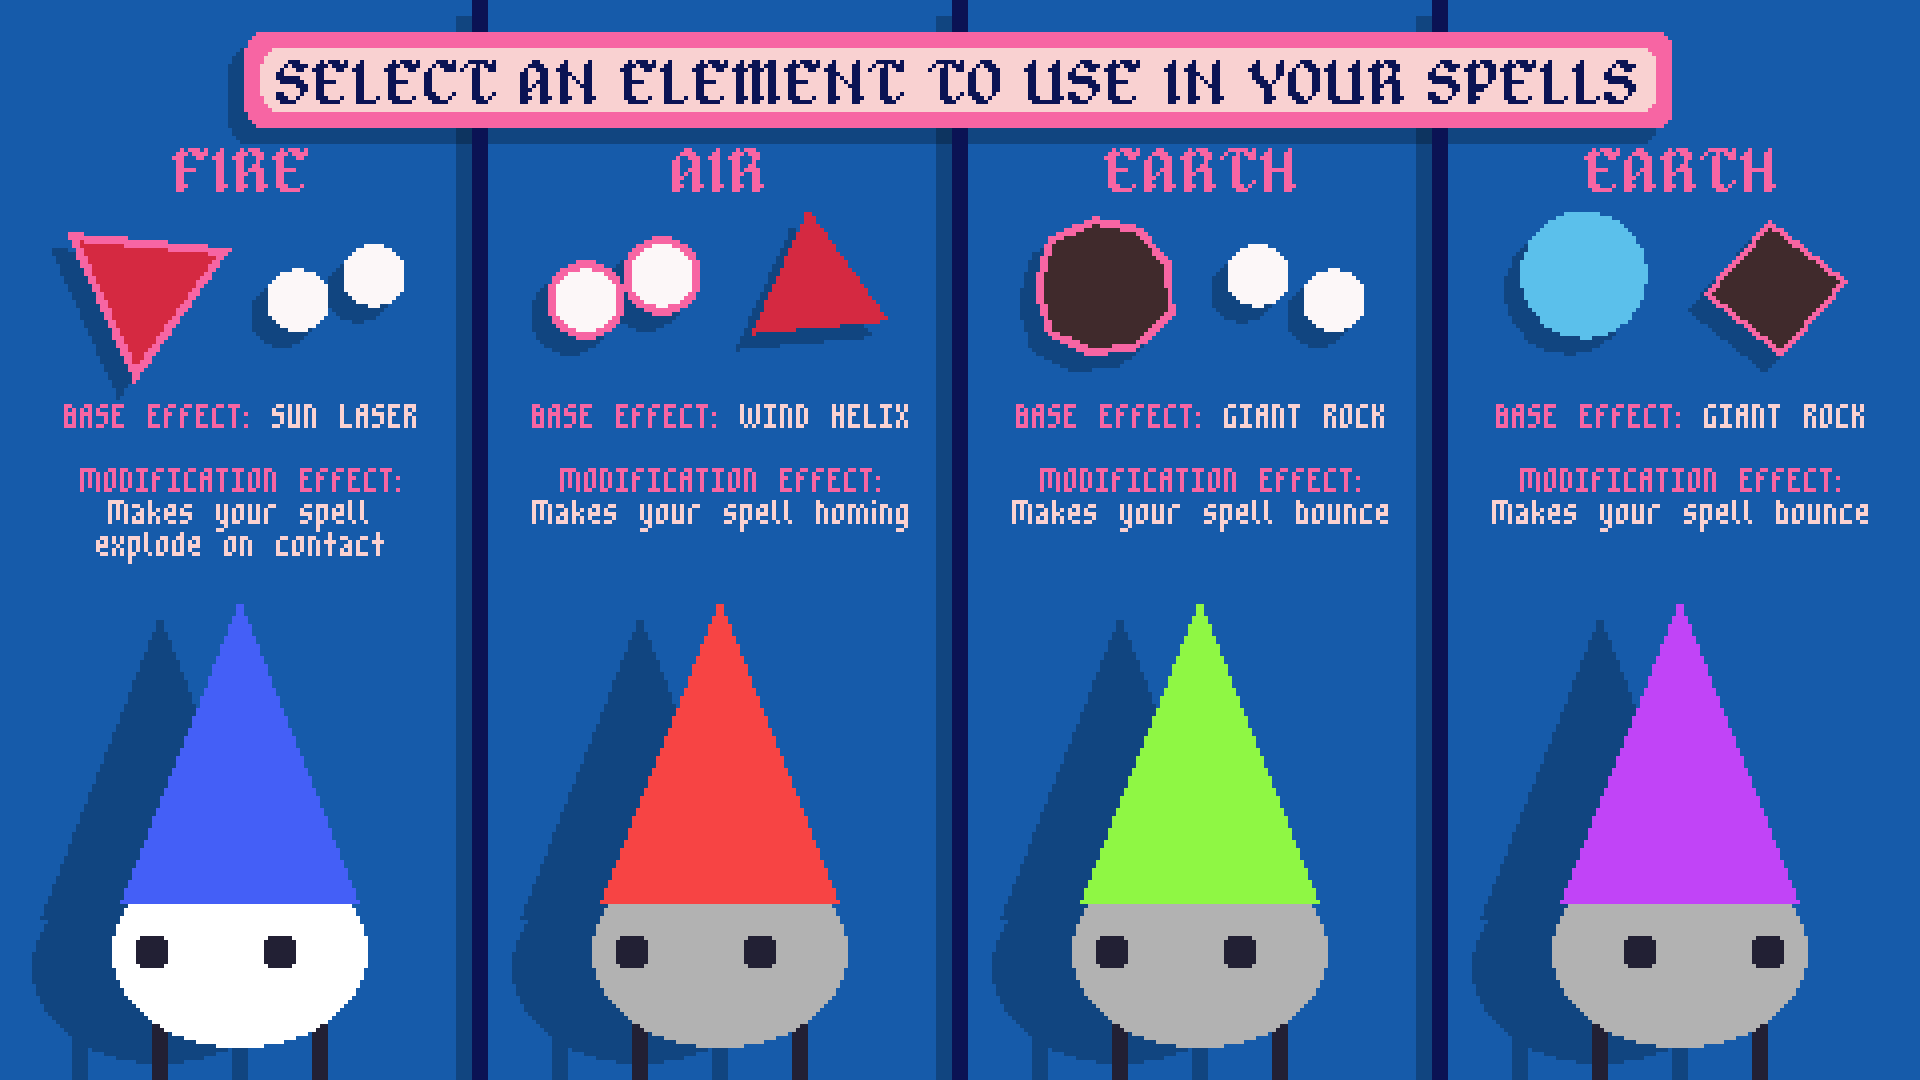 SELECT AN ELEMENT TO USE IN YOUR SPELLS
FIRE
BASE EFFECT: SUN LASER
MODIFICATION EFFECT:
Makes your spell
explode on contact
AIR
BASE EFFECT: WIND HELIX
MODIFICATION EFFECT:
Makes your spell homing
EARTH
BASE EFFECT: GIANT ROCK
MODIFICATION EFFECT:
Makes your spell bounce
EARTH
BASE EFFECT: GIANT ROCK
MODIFICATION EFFECT:
Makes your spell bounce